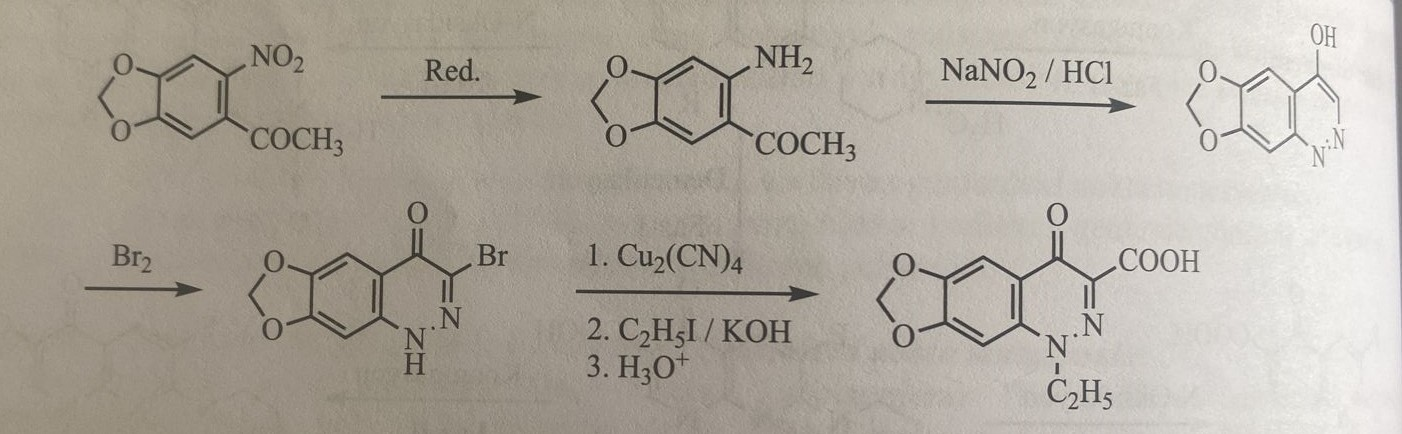 O
O
NO₂
COCH₃
Red.
O
O
NH₂
COCH₃
NaNO₂ / HCl
OH
O
O
N
N
Br₂
O
O
O
Br
N
N
H
1. Cu₂(CN)₄
2. C₂H₅I / KOH
3. H₃O⁺
O
O
O
COOH
N
N
C₂H₅